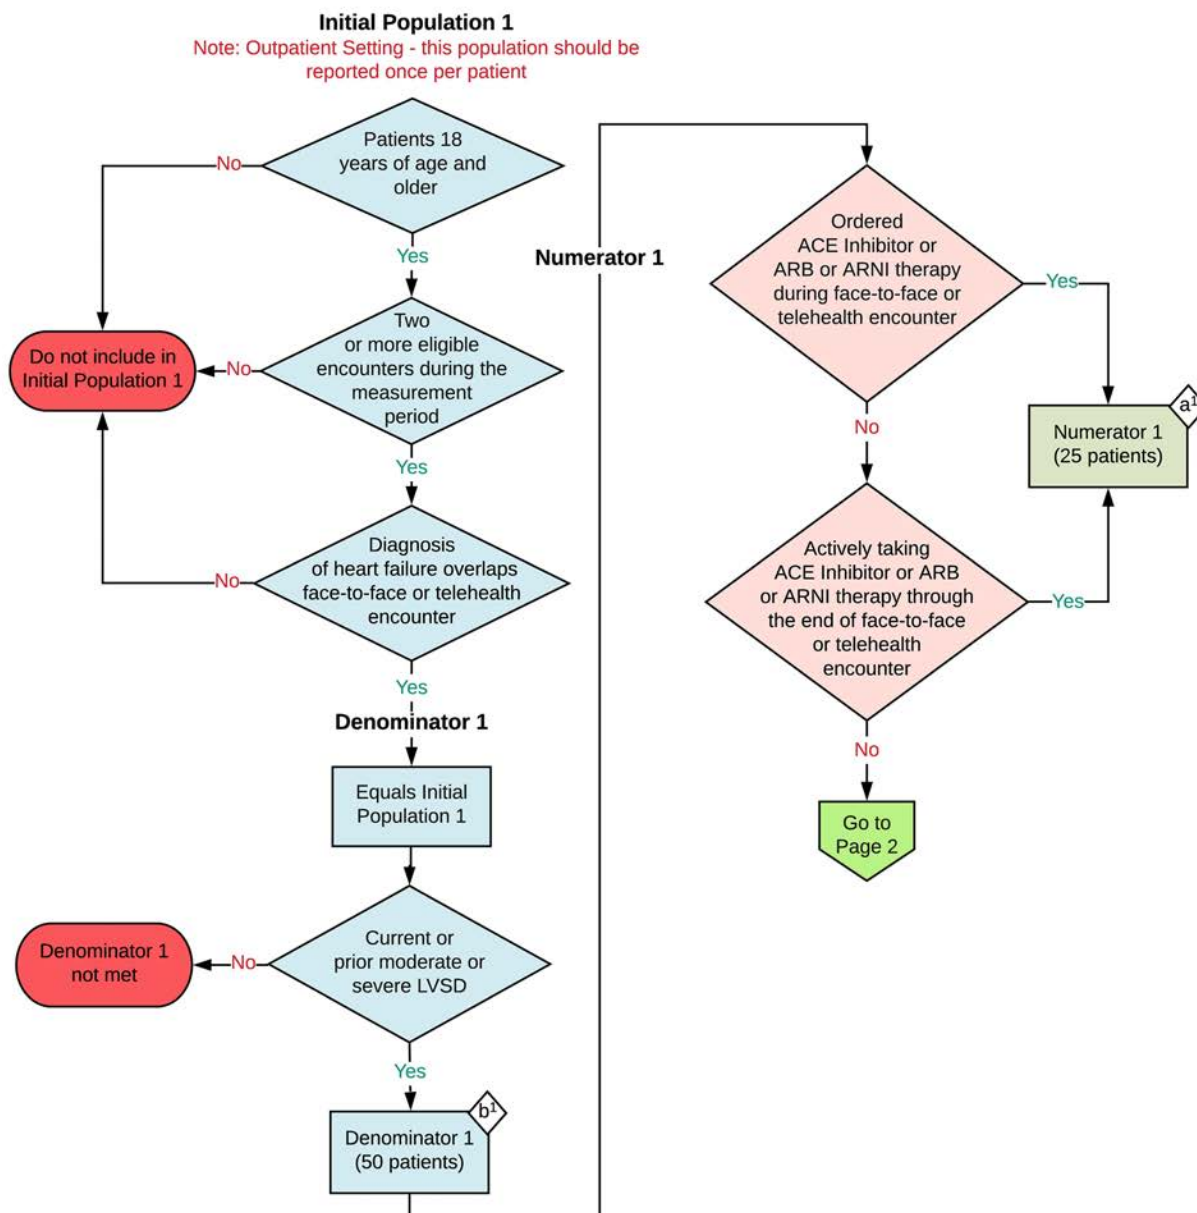 Initial Population 1
Note: Outpatient Setting - this population should be
reported once per patient
Patients 18
years of age and
older
No
Yes
Two
or more eligible
encounters during the
measurement
period
No
Do not include in
Initial Population 1
Yes
Diagnosis
of heart failure overlaps
face-to-face or telehealth
encounter
No
Yes
Denominator 1
Equals Initial
Population 1
Current or
prior moderate or
severe LVSD
No
Denominator 1
not met
Yes
b¹
Denominator 1
(50 patients)
Numerator 1
Ordered
ACE Inhibitor or
ARB or ARNI therapy
during face-to-face or
telehealth encounter
Yes
a¹
Numerator 1
(25 patients)
No
Actively taking
ACE Inhibitor or ARB
or ARNI therapy through
the end of face-to-face
or telehealth
encounter
Yes
No
Go to
Page 2